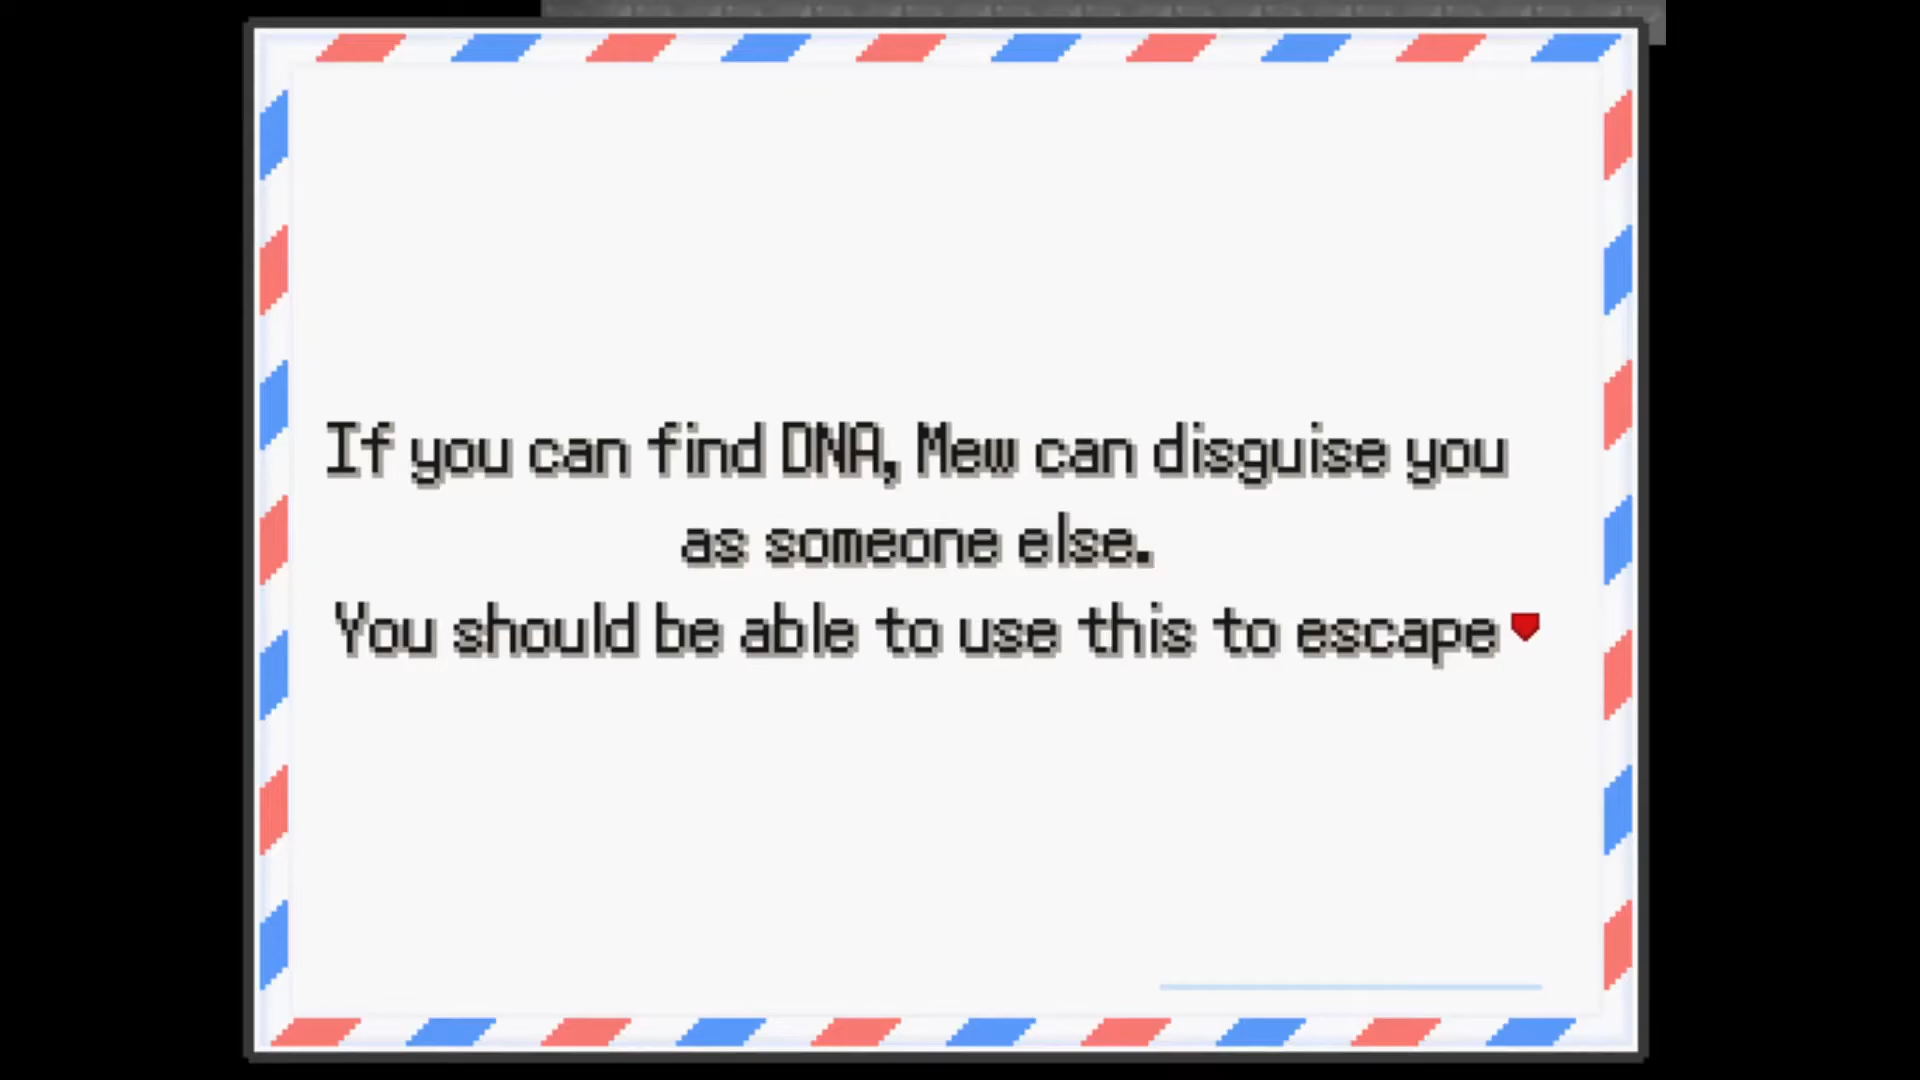 If you can find DNA, Mew can disguise you
as someone else.
You should be able to use this to escape